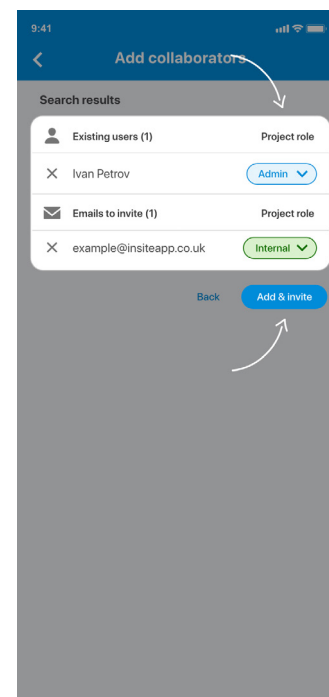 9:41
Add collaborators
Search results
Existing users (1) Project role
Ivan Petrov Admin
Emails to invite (1) Project role
example@insiteapp.co.uk Internal
Back Add & invite